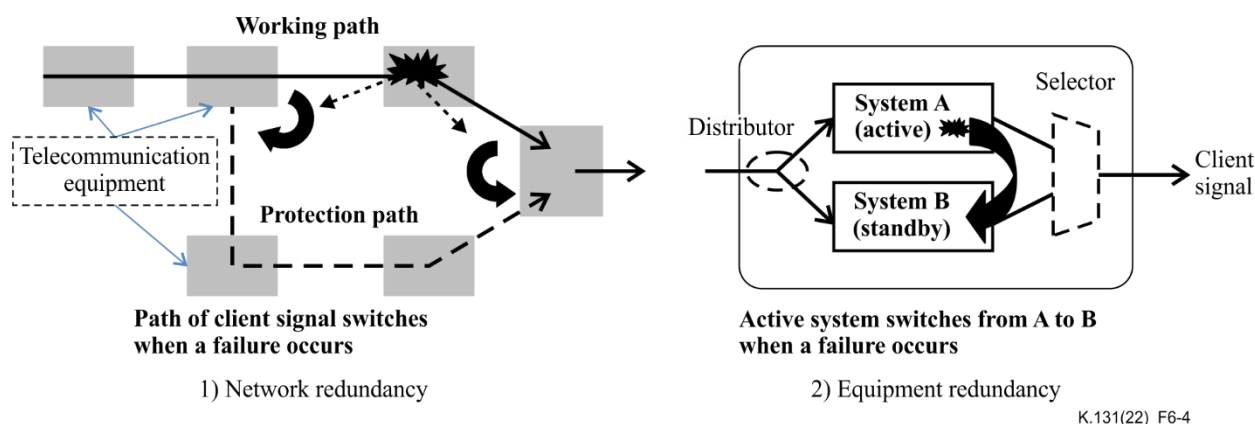 Working path
Telecommunication
equipment
Protection path
Path of client signal switches
when a failure occurs
1) Network redundancy
Distributor
System A
(active)
System B
(standby)
Selector
Client
signal
Active system switches from A to B
when a failure occurs
2) Equipment redundancy
K.131(22)_F6-4